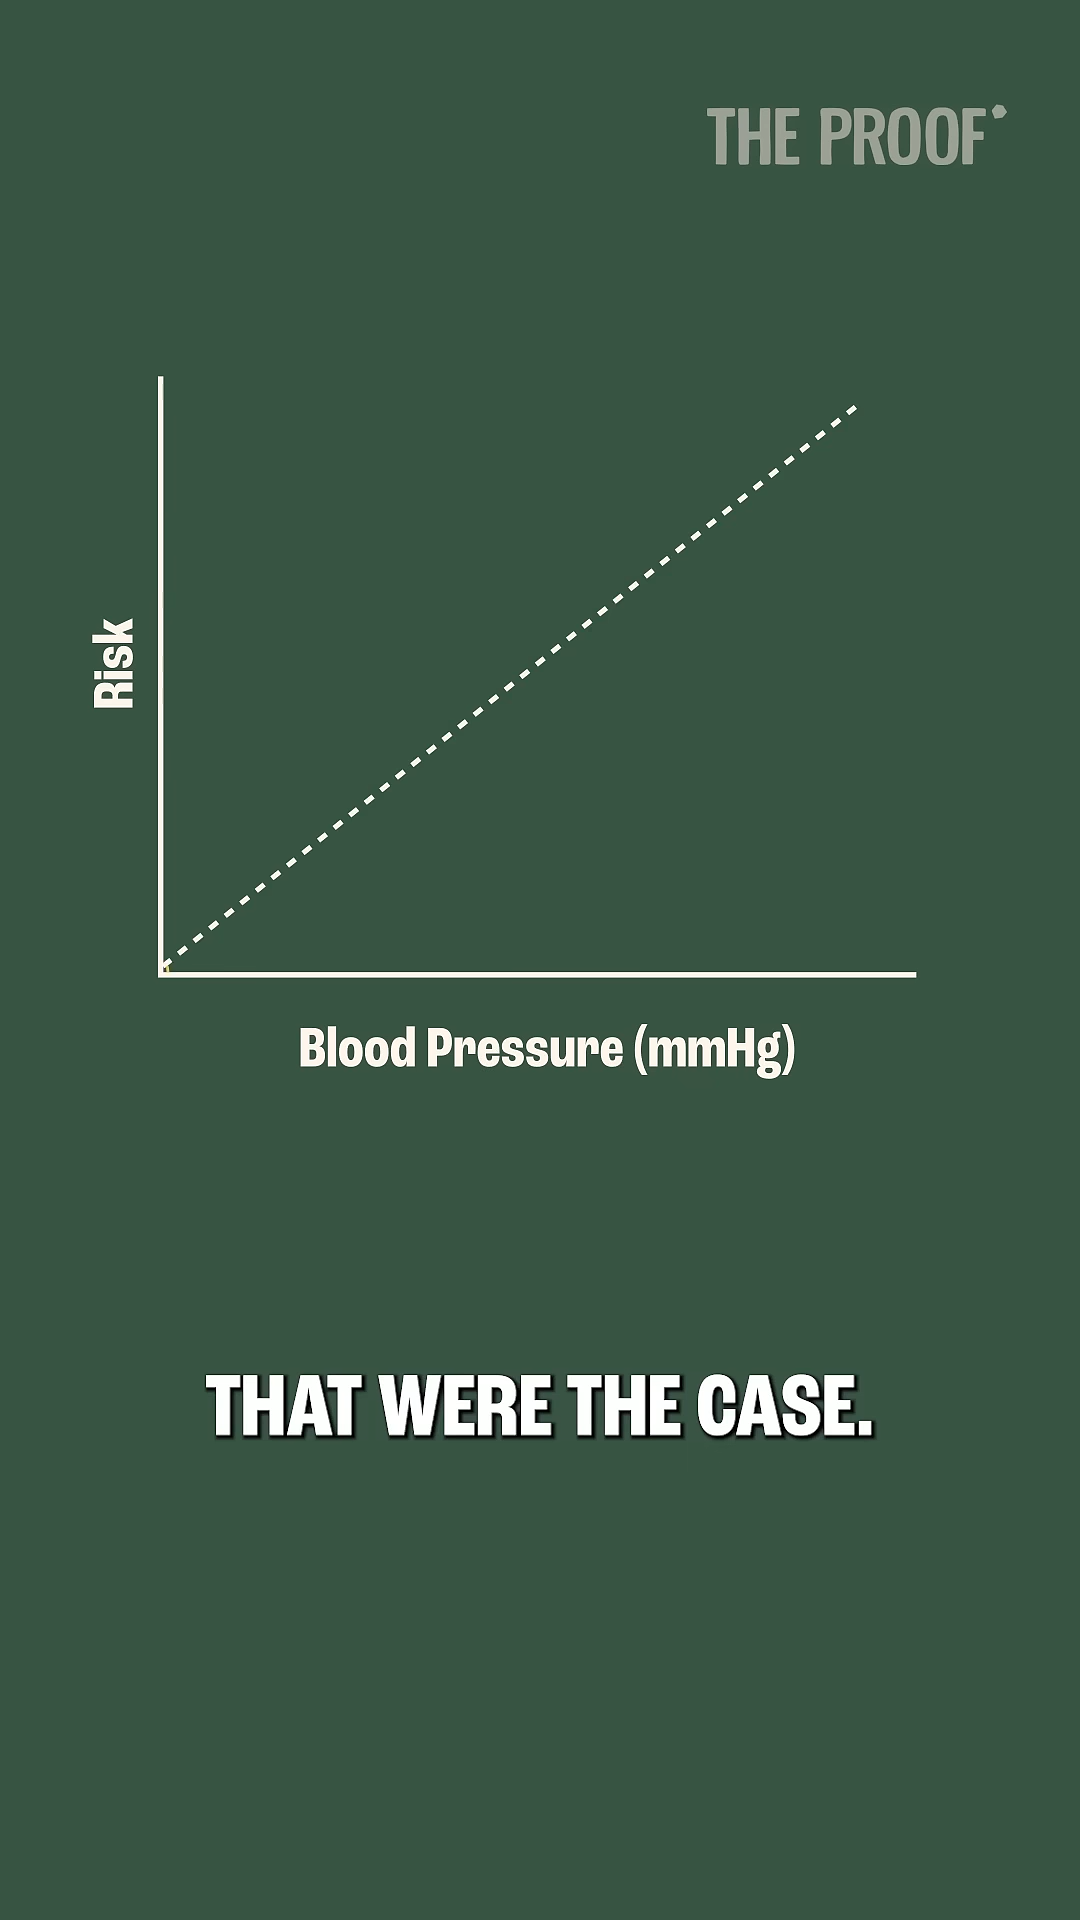 THE PROOF
Risk
Blood Pressure (mmHg)
THAT WERE THE CASE.